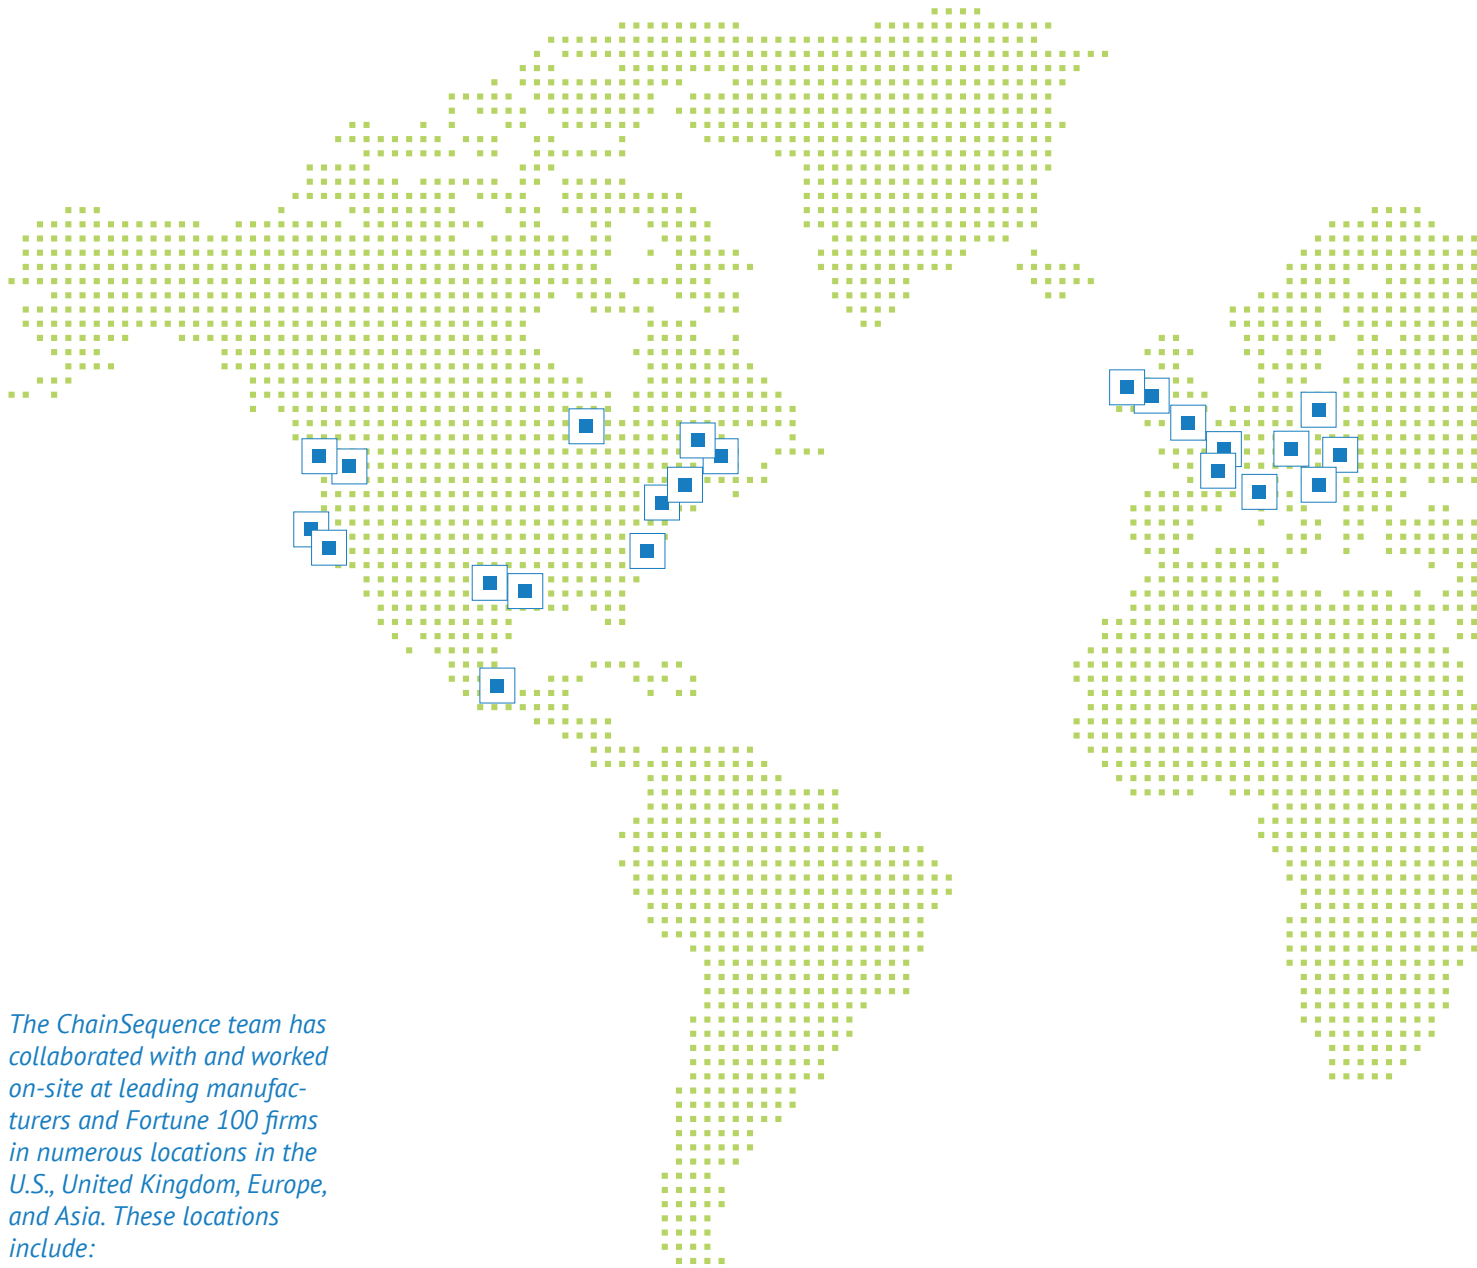 The ChainSequence team has
collaborated with and worked
on-site at leading manufac-
turers and Fortune 100 firms
in numerous locations in the
U.S., United Kingdom, Europe,
and Asia. These locations
include: